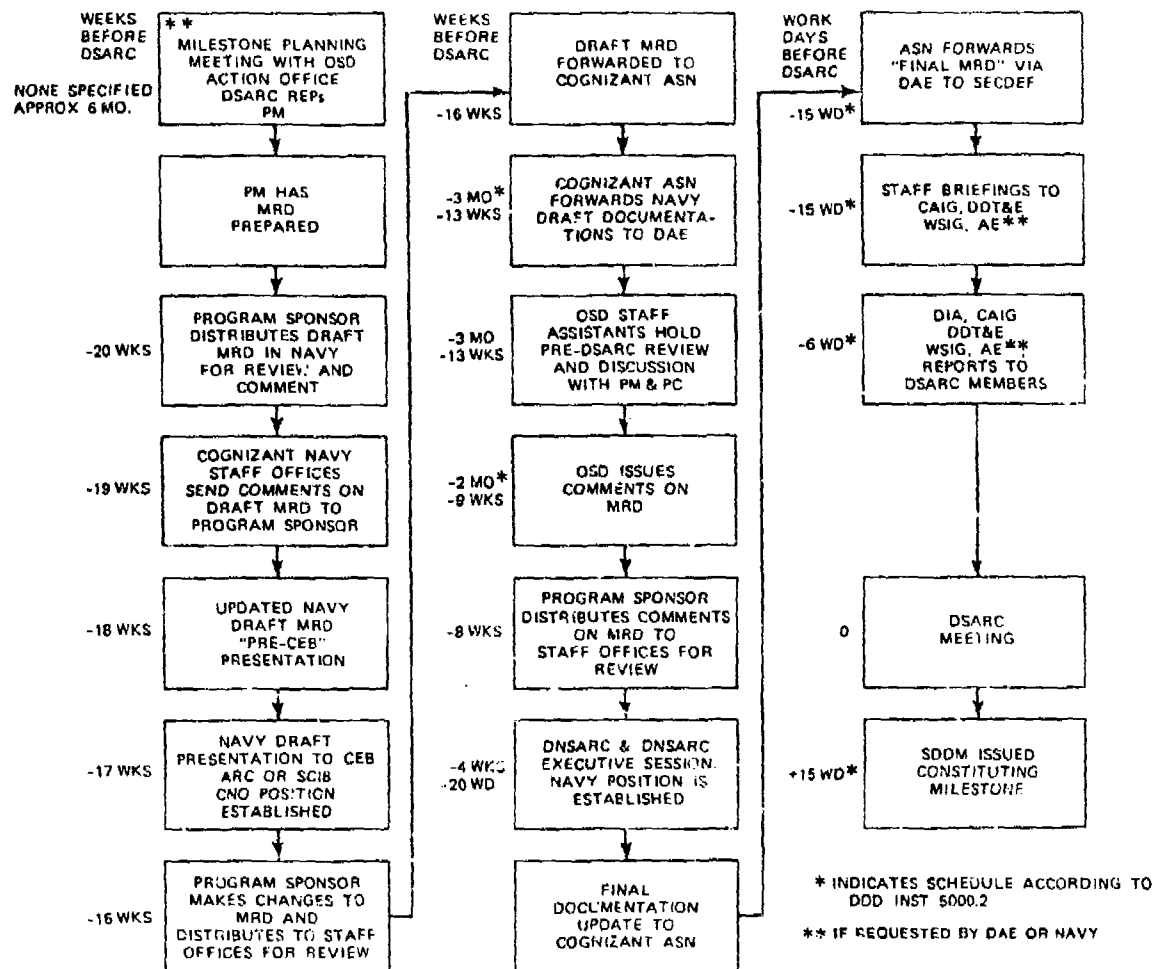 WEEKS
BEFORE
DSARC
NONE SPECIFIED
APPROX 6 MO.
**
MILESTONE PLANNING
MEETING WITH OSD
ACTION OFFICE
DSARC REPs
PM
PM HAS
MRD
PREPARED
-20 WKS
PROGRAM SPONSOR
DISTRIBUTES DRAFT
MRD IN NAVY
FOR REVIEW AND
COMMENT
-19 WKS
COGNIZANT NAVY
STAFF OFFICES
SEND COMMENTS ON
DRAFT MRD TO
PROGRAM SPONSOR
-18 WKS
UPDATED NAVY
DRAFT MRD
"PRE-CEB"
PRESENTATION
-17 WKS
NAVY DRAFT
PRESENTATION TO CEB
ARC OR SCIB
CNO POSITION
ESTABLISHED
-16 WKS
PROGRAM SPONSOR
MAKES CHANGES TO
MRD AND
DISTRIBUTES TO STAFF
OFFICES FOR REVIEW
WEEKS
BEFORE
DSARC
-16 WKS
DRAFT MRD
FORWARDED TO
COGNIZANT ASN
-3 MO*
-13 WKS
COGNIZANT ASN
FORWARDS NAVY
DRAFT DOCUMENTA-
TIONS TO DAE
-3 MO
-13 WKS
OSD STAFF
ASSISTANTS HOLD
PRE-DSARC REVIEW
AND DISCUSSION
WITH PM & PC
-2 MO*
-9 WKS
OSD ISSUES
COMMENTS ON
MRD
-8 WKS
PROGRAM SPONSOR
DISTRIBUTES COMMENTS
ON MRD TO
STAFF OFFICES FOR
REVIEW
-4 WKS
-20 WD
DNSARC & DNSARC
EXECUTIVE SESSION.
NAVY POSITION IS
ESTABLISHED
FINAL
DOCUMENTATION
UPDATE TO
COGNIZANT ASN
WORK
DAYS
BEFORE
DSARC
-15 WD*
ASN FORWARDS
"FINAL MRD" VIA
DAE TO SECDEF
-15 WD*
STAFF BRIEFINGS TO
CAIG, DDT&E
WSIG, AE**
-6 WD*
DIA, CAIG
DDT&E
WSIG, AE**,
REPORTS TO
DSARC MEMBERS
0
DSARC
MEETING
+15 WD*
SDDM ISSUED
CONSTITUTING
MILESTONE
* INDICATES SCHEDULE ACCORDING TO
DOD INST 5000.2
** IF REQUESTED BY DAE OR NAVY